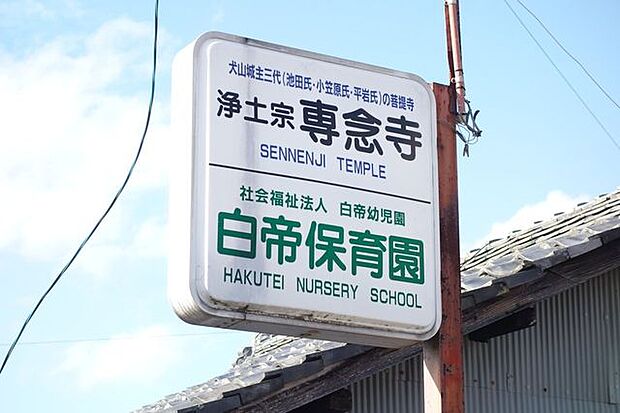 犬山城主三代(池田氏・小笠原氏・平岩氏)の菩提寺
浄土宗 専念寺
SENNENJI TEMPLE
社会福祉法人 白帝幼児園
白帝保育園
HAKUTEI NURSERY SCHOOL